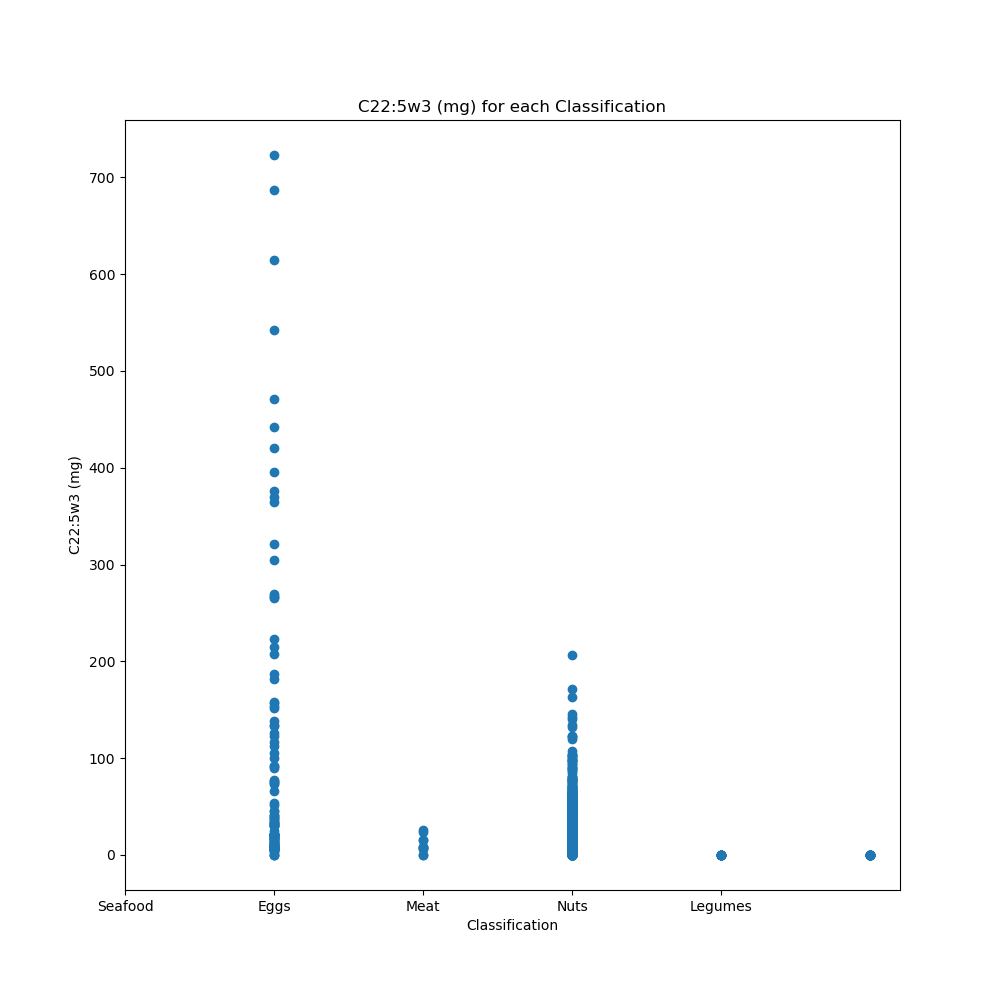 C22:5w3 (mg) for each Classification
700
600
500
400
300
200
100
0
C22:5w3 (mg)
Seafood Eggs Meat Nuts Legumes
Classification